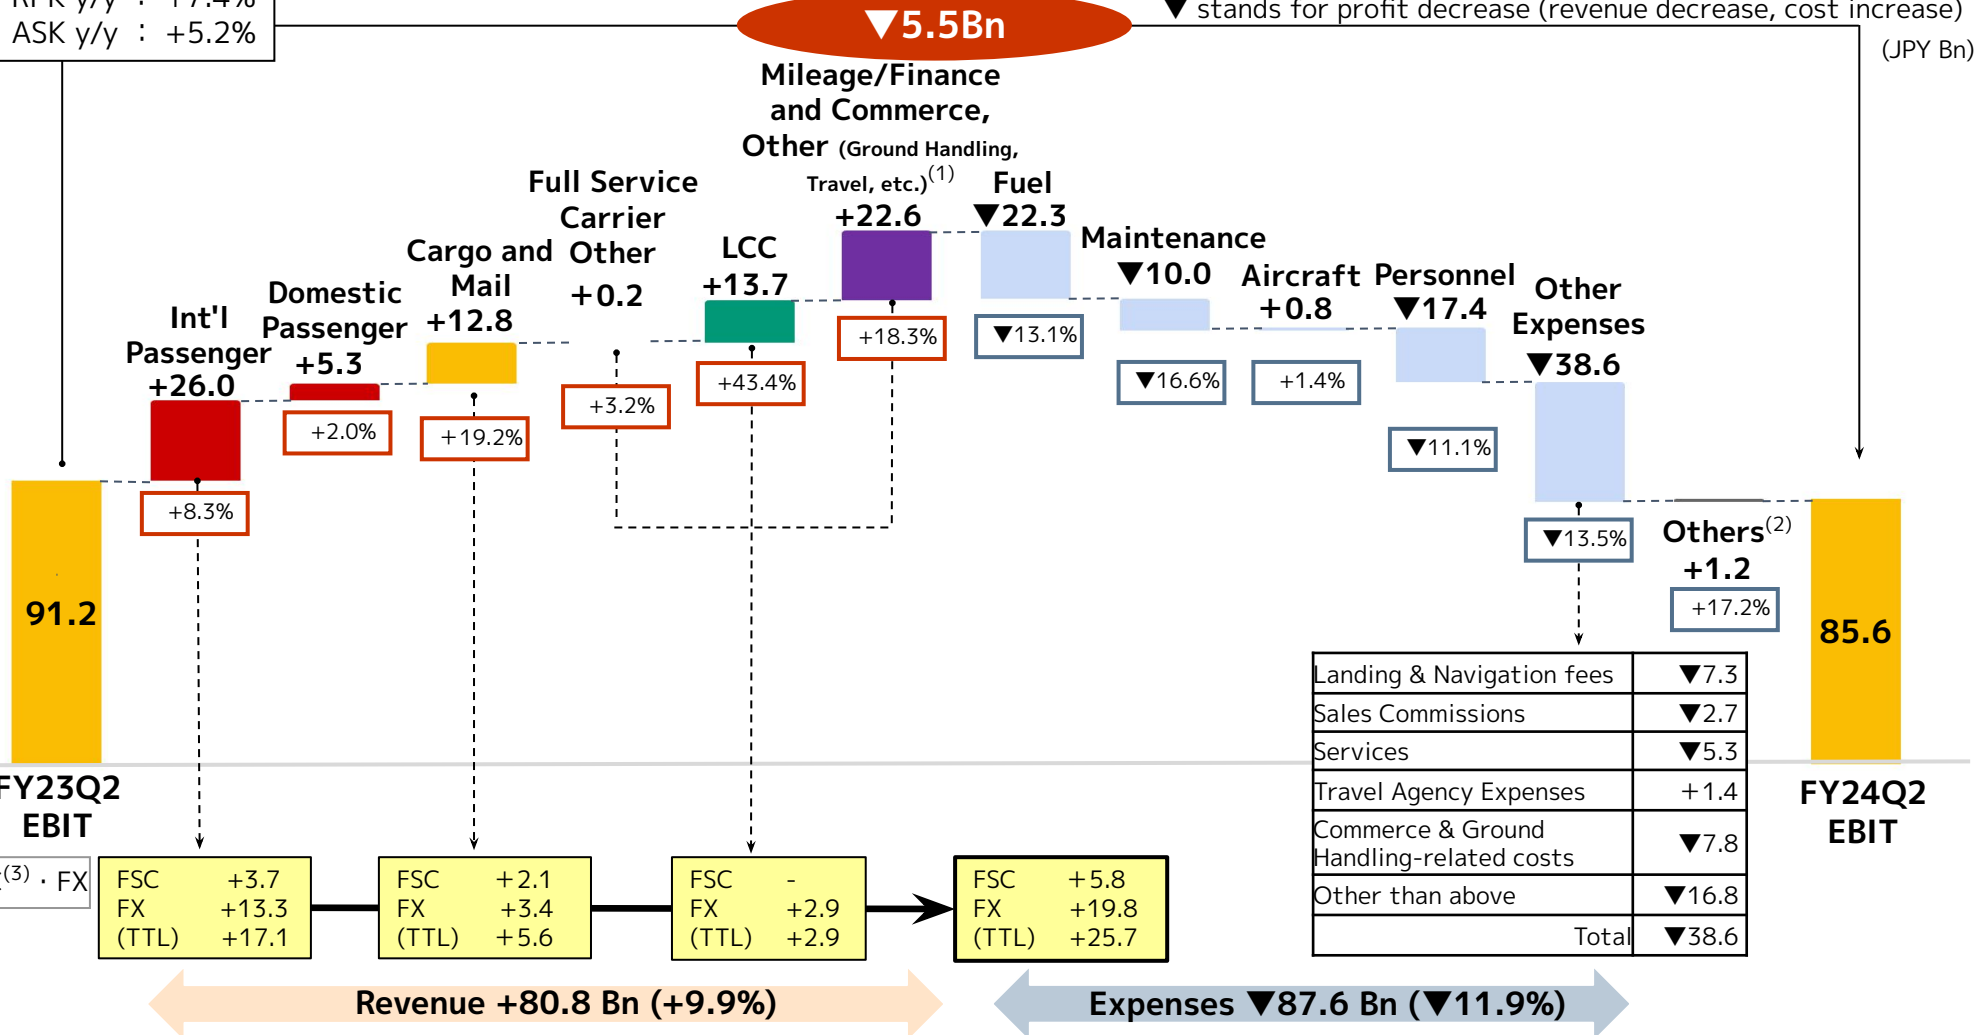 RPK y/y : +7.4%
ASK y/y : +5.2%
▼5.5Bn
▼ stands for profit decrease (revenue decrease, cost increase)
(JPY Bn)
Mileage/Finance
and Commerce,
Other (Ground Handling,
Travel, etc.)(1)
+22.6
Full Service
Carrier
Other
+0.2
Fuel
▼22.3
Cargo and
Mail
+12.8
LCC
+13.7
Maintenance
▼10.0
Aircraft
+0.8
Personnel
▼17.4
Other
Expenses
▼38.6
Domestic
Passenger
+5.3
Int'l
Passenger
+26.0
+8.3%
+2.0%
+19.2%
+3.2%
+43.4%
+18.3%
▼13.1%
▼16.6%
+1.4%
▼11.1%
▼13.5%
Others(2)
+1.2
+17.2%
91.2
85.6
FY23Q2
EBIT
FY24Q2
EBIT
Landing & Navigation fees ▼7.3
Sales Commissions ▼2.7
Services ▼5.3
Travel Agency Expenses +1.4
Commerce & Ground
Handling-related costs ▼7.8
Other than above ▼16.8
Total ▼38.6
(3) · FX
FSC +3.7
FX +13.3
(TTL) +17.1
FSC +2.1
FX +3.4
(TTL) +5.6
FSC -
FX +2.9
(TTL) +2.9
FSC +5.8
FX +19.8
(TTL) +25.7
Revenue +80.8 Bn (+9.9%)
Expenses ▼87.6 Bn (▼11.9%)